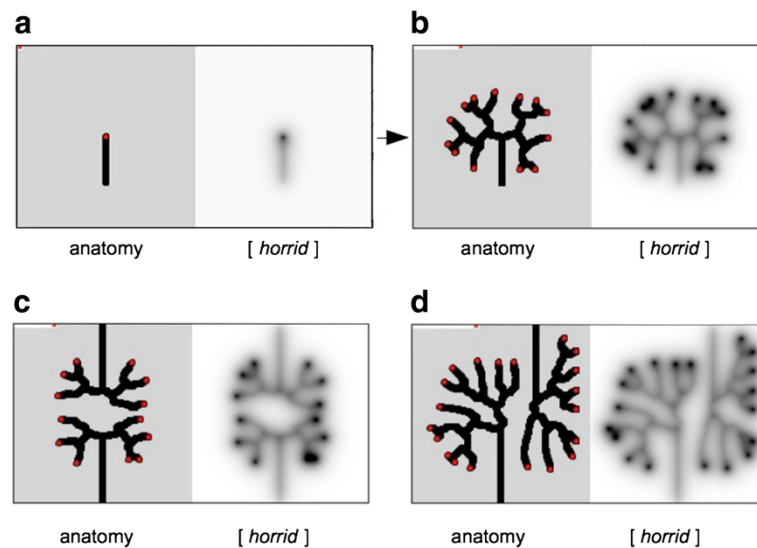 a
b
anatomy
[ horrid ]
anatomy
[ horrid ]
c
d
anatomy
[ horrid ]
anatomy
[ horrid ]